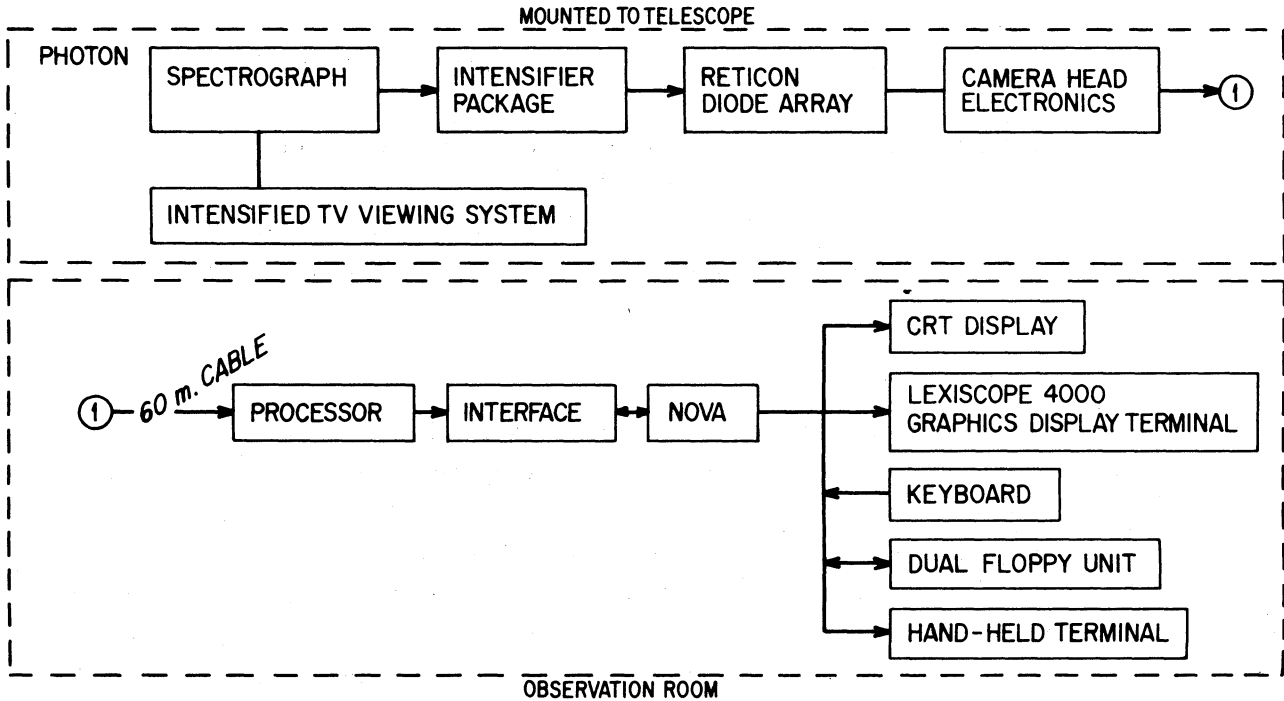 MOUNTED TO TELESCOPE
PHOTON
SPECTROGRAPH
INTENSIFIER
PACKAGE
RETICON
DIODE ARRAY
CAMERA HEAD
ELECTRONICS
1
INTENSIFIED TV VIEWING SYSTEM
1
60 m. CABLE
PROCESSOR
INTERFACE
NOVA
CRT DISPLAY
LEXISCOPE 4000
GRAPHICS DISPLAY TERMINAL
KEYBOARD
DUAL FLOPPY UNIT
HAND-HELD TERMINAL
OBSERVATION ROOM